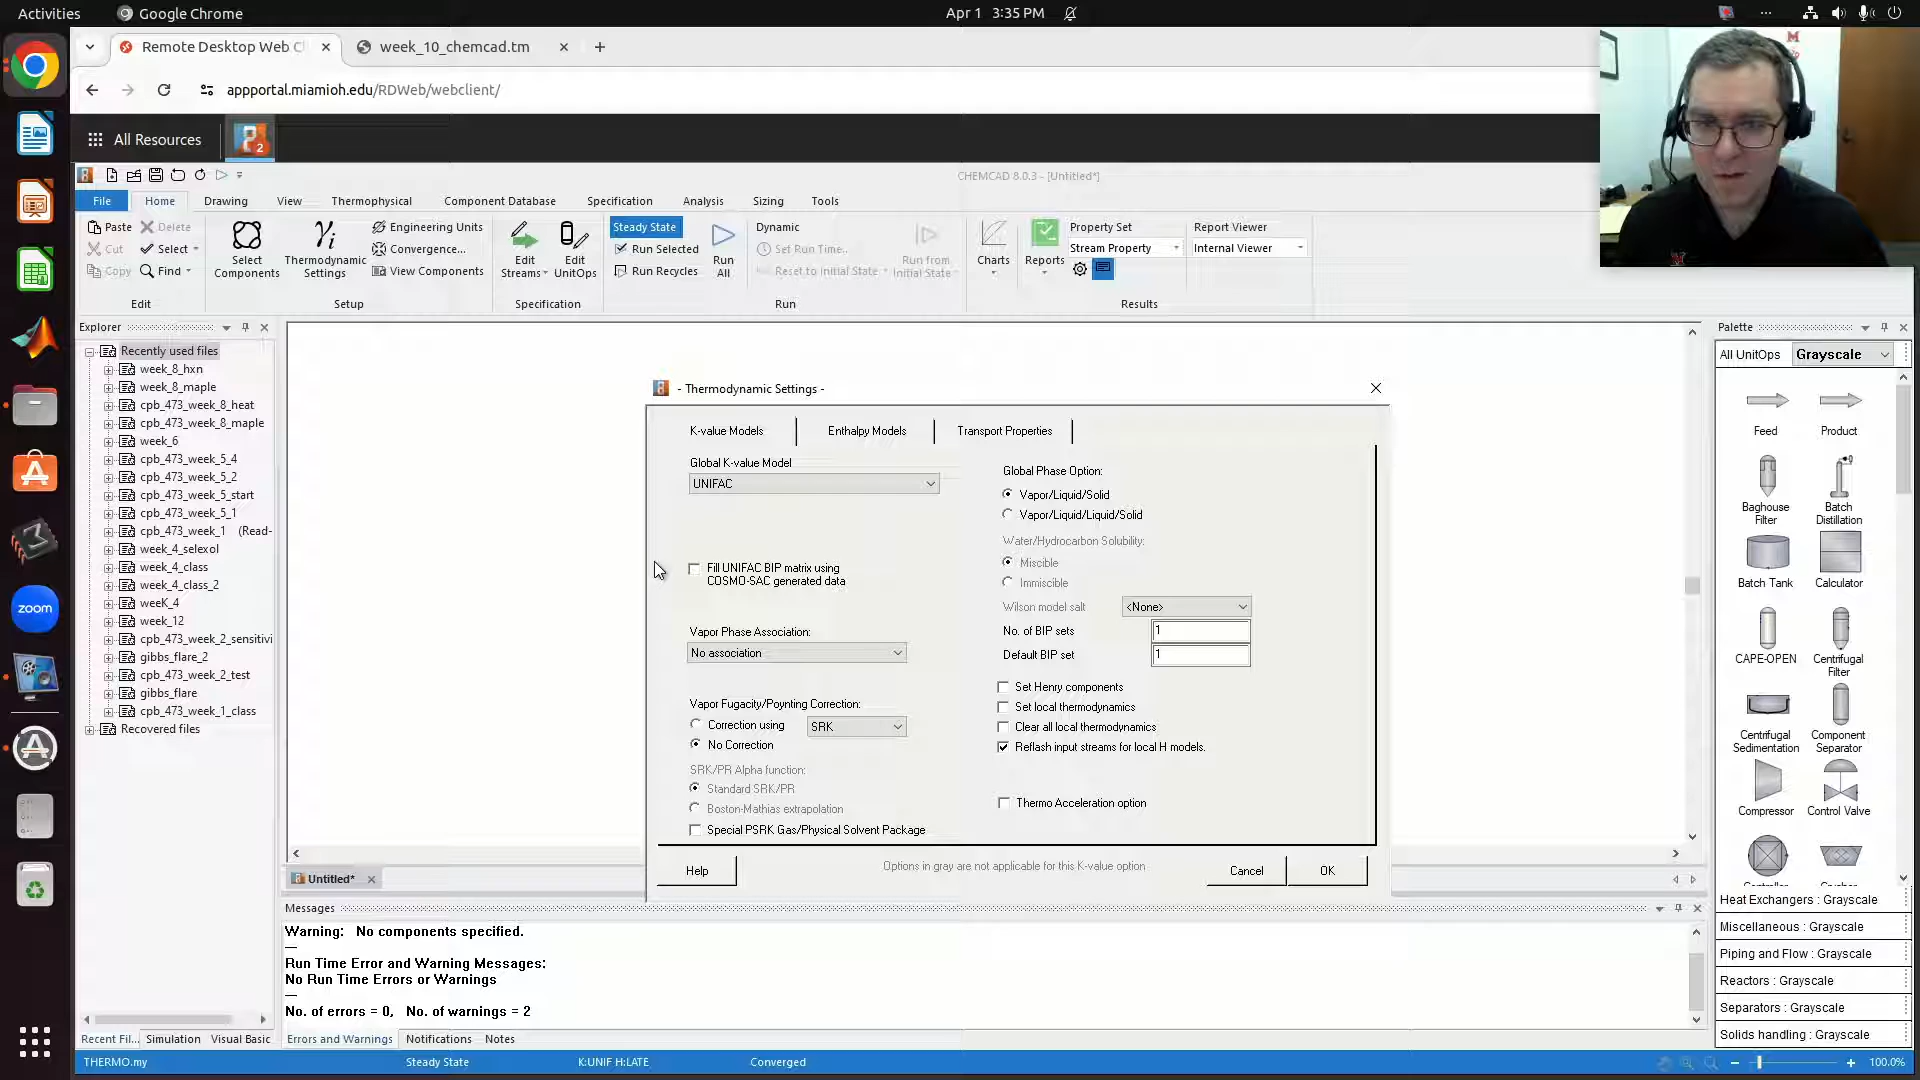 Activities
Google Chrome
Apr 1 3:35 PM
Remote Desktop Web C
week_10_chemcad.tm
appportal.miamioh.edu/RDWeb/webclient/
All Resources
2
CHEMCAD 8.0.3 - [Untitled*]
File
Home
Drawing
View
Thermophysical
Component Database
Specification
Analysis
Sizing
Tools
Paste
Delete
Cut
Select
Copy
Find
Edit
Select Components
Thermodynamic Settings
Engineering Units
Convergence...
View Components
Setup
Edit Streams
Edit UnitOps
Specification
Steady State
Run Selected
Run Recycles
Run All
Dynamic
Set Run Time..
Reset to Initial State
Run from Initial State
Run
Charts
Reports
Property Set
Stream Property
Report Viewer
Internal Viewer
Results
Explorer
Recently used files
week_8_hxn
week_8_maple
cpb_473_week_8_heat
cpb_473_week_8_maple
week_6
cpb_473_week_5_4
cpb_473_week_5_2
cpb_473_week_5_start
cpb_473_week_5_1
cpb_473_week_1 (Read-
week_4_selexol
week_4_class
week_4_class_2
weeK_4
week_12
cpb_473_week_2_sensitivi
gibbs_flare_2
cpb_473_week_2_test
gibbs_flare
cpb_473_week_1_class
Recovered files
Recent Fil...
Simulation
Visual Basic
- Thermodynamic Settings -
K-value Models
Enthalpy Models
Transport Properties
Global K-value Model
UNIFAC
Fill UNIFAC BIP matrix using
COSMO-SAC generated data
Vapor Phase Association:
No association
Vapor Fugacity/Poynting Correction:
Correction using
SRK
No Correction
SRK/PR Alpha function:
Standard SRK/PR
Boston-Mathias extrapolation
Special PSRK Gas/Physical Solvent Package
Global Phase Option:
Vapor/Liquid/Solid
Vapor/Liquid/Liquid/Solid
Water/Hydrocarbon Solubility:
Miscible
Immiscible
Wilson model salt
<None>
No. of BIP sets
1
Default BIP set
1
Set Henry components
Set local thermodynamics
Clear all local thermodynamics
Reflash input streams for local H models.
Thermo Acceleration option
Help
Options in gray are not applicable for this K-value option
Cancel
OK
Untitled*
Messages
Warning: No components specified.
Run Time Error and Warning Messages:
No Run Time Errors or Warnings
No. of errors = 0, No. of warnings = 2
Errors and Warnings
Notifications
Notes
Palette
All UnitOps
Grayscale
Feed
Product
Baghouse Filter
Batch Distillation
Batch Tank
Calculator
CAPE-OPEN
Centrifugal Filter
Centrifugal Sedimentation
Component Separator
Compressor
Control Valve
Heat Exchangers : Grayscale
Miscellaneous : Grayscale
Piping and Flow : Grayscale
Reactors : Grayscale
Separators : Grayscale
Solids handling : Grayscale
THERMO.my
Steady State
K:UNIF H:LATE
Converged
100.0%
zoom